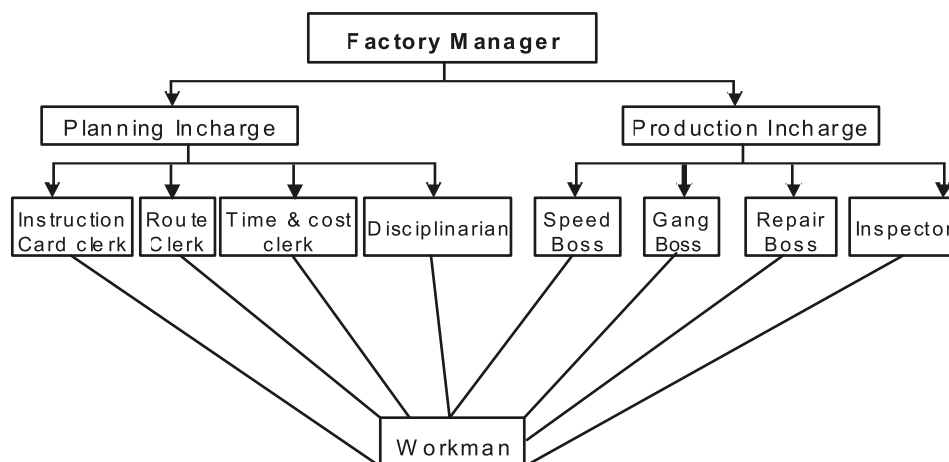 Factory Manager
Planning Incharge
Production Incharge
Instruction
Card clerk
Route
Clerk
Time & cost
clerk
Disciplinarian
Speed
Boss
Gang
Boss
Repair
Boss
Inspector
Workman